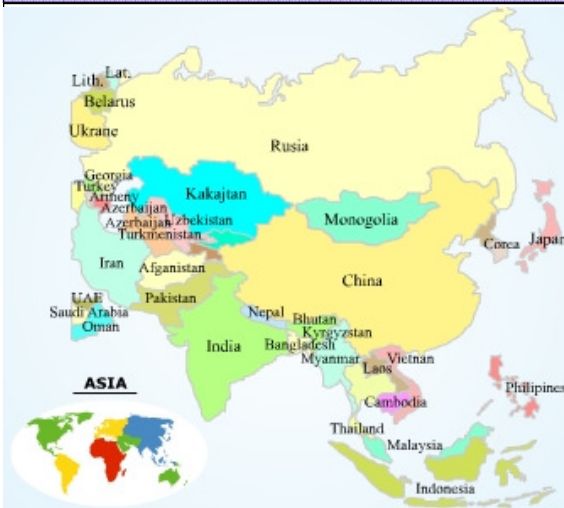 Lat.
Lith.
Belarus
Ukrane
Rusia
Georgia
Turkey
Armeny
Azerbaijan
Kakajtan
Azerbaijan
Uzbekistan
Turkmenistan
Monogolia
Japan
Corea
Iran
Afganistan
China
UAE
Pakistan
Saudi Arabia
Oman
Nepal
Bhutan
Kyrgyzstan
India
Bangladesh
Myanmar
Vietnan
Laos
ASIA
Philipines
Cambodia
Thailand
Malaysia
Indonesia